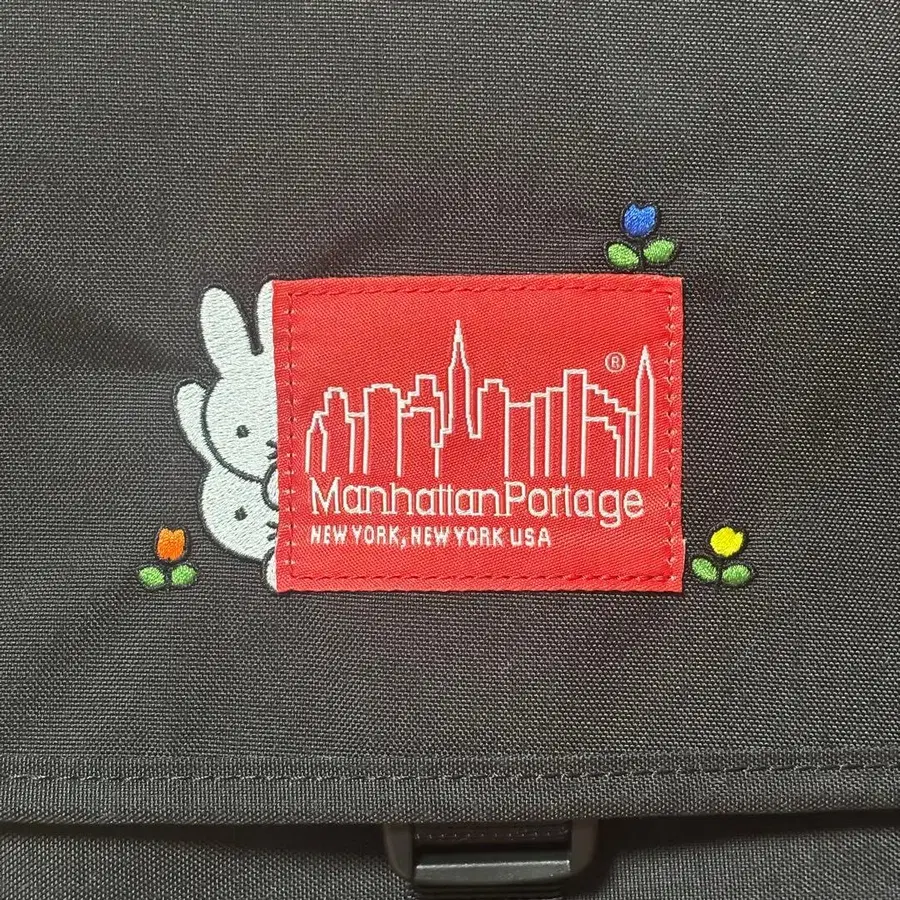 ®
ManhattanPortage
NEW YORK, NEW YORK USA